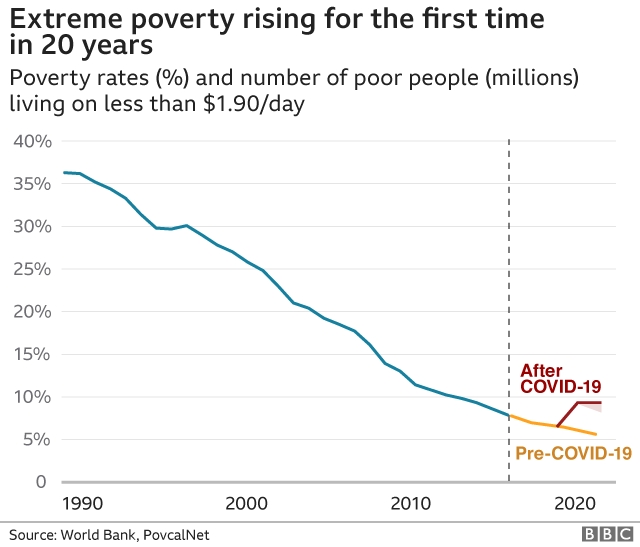 Extreme poverty rising for the first time
in 20 years
Poverty rates (%) and number of poor people (millions)
living on less than $1.90/day
40%
35%
30%
25%
20%
15%
10%
5%
0
After
COVID-19
Pre-COVID-19
1990
2000
2010
2020
Source: World Bank, PovcalNet
BBC